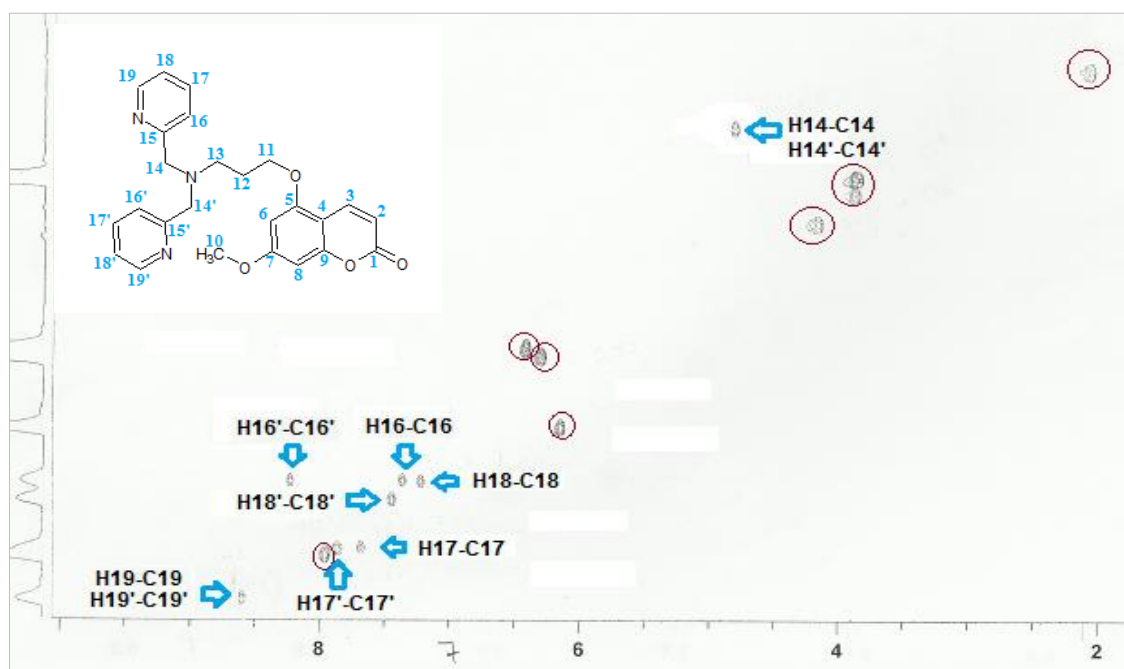 18
19
17
N
16
15
14
N
13
12
11
O
16'
14'
5
4
3
17'
15'
6
2
10
18'
N
H3C
O
7
8
9
O
1
O
19'
H14-C14
H14'-C14'
H16'-C16'
H16-C16
H18-C18
H18'-C18'
H17-C17
H19-C19
H19'-C19'
H17'-C17'
8
7
6
4
2